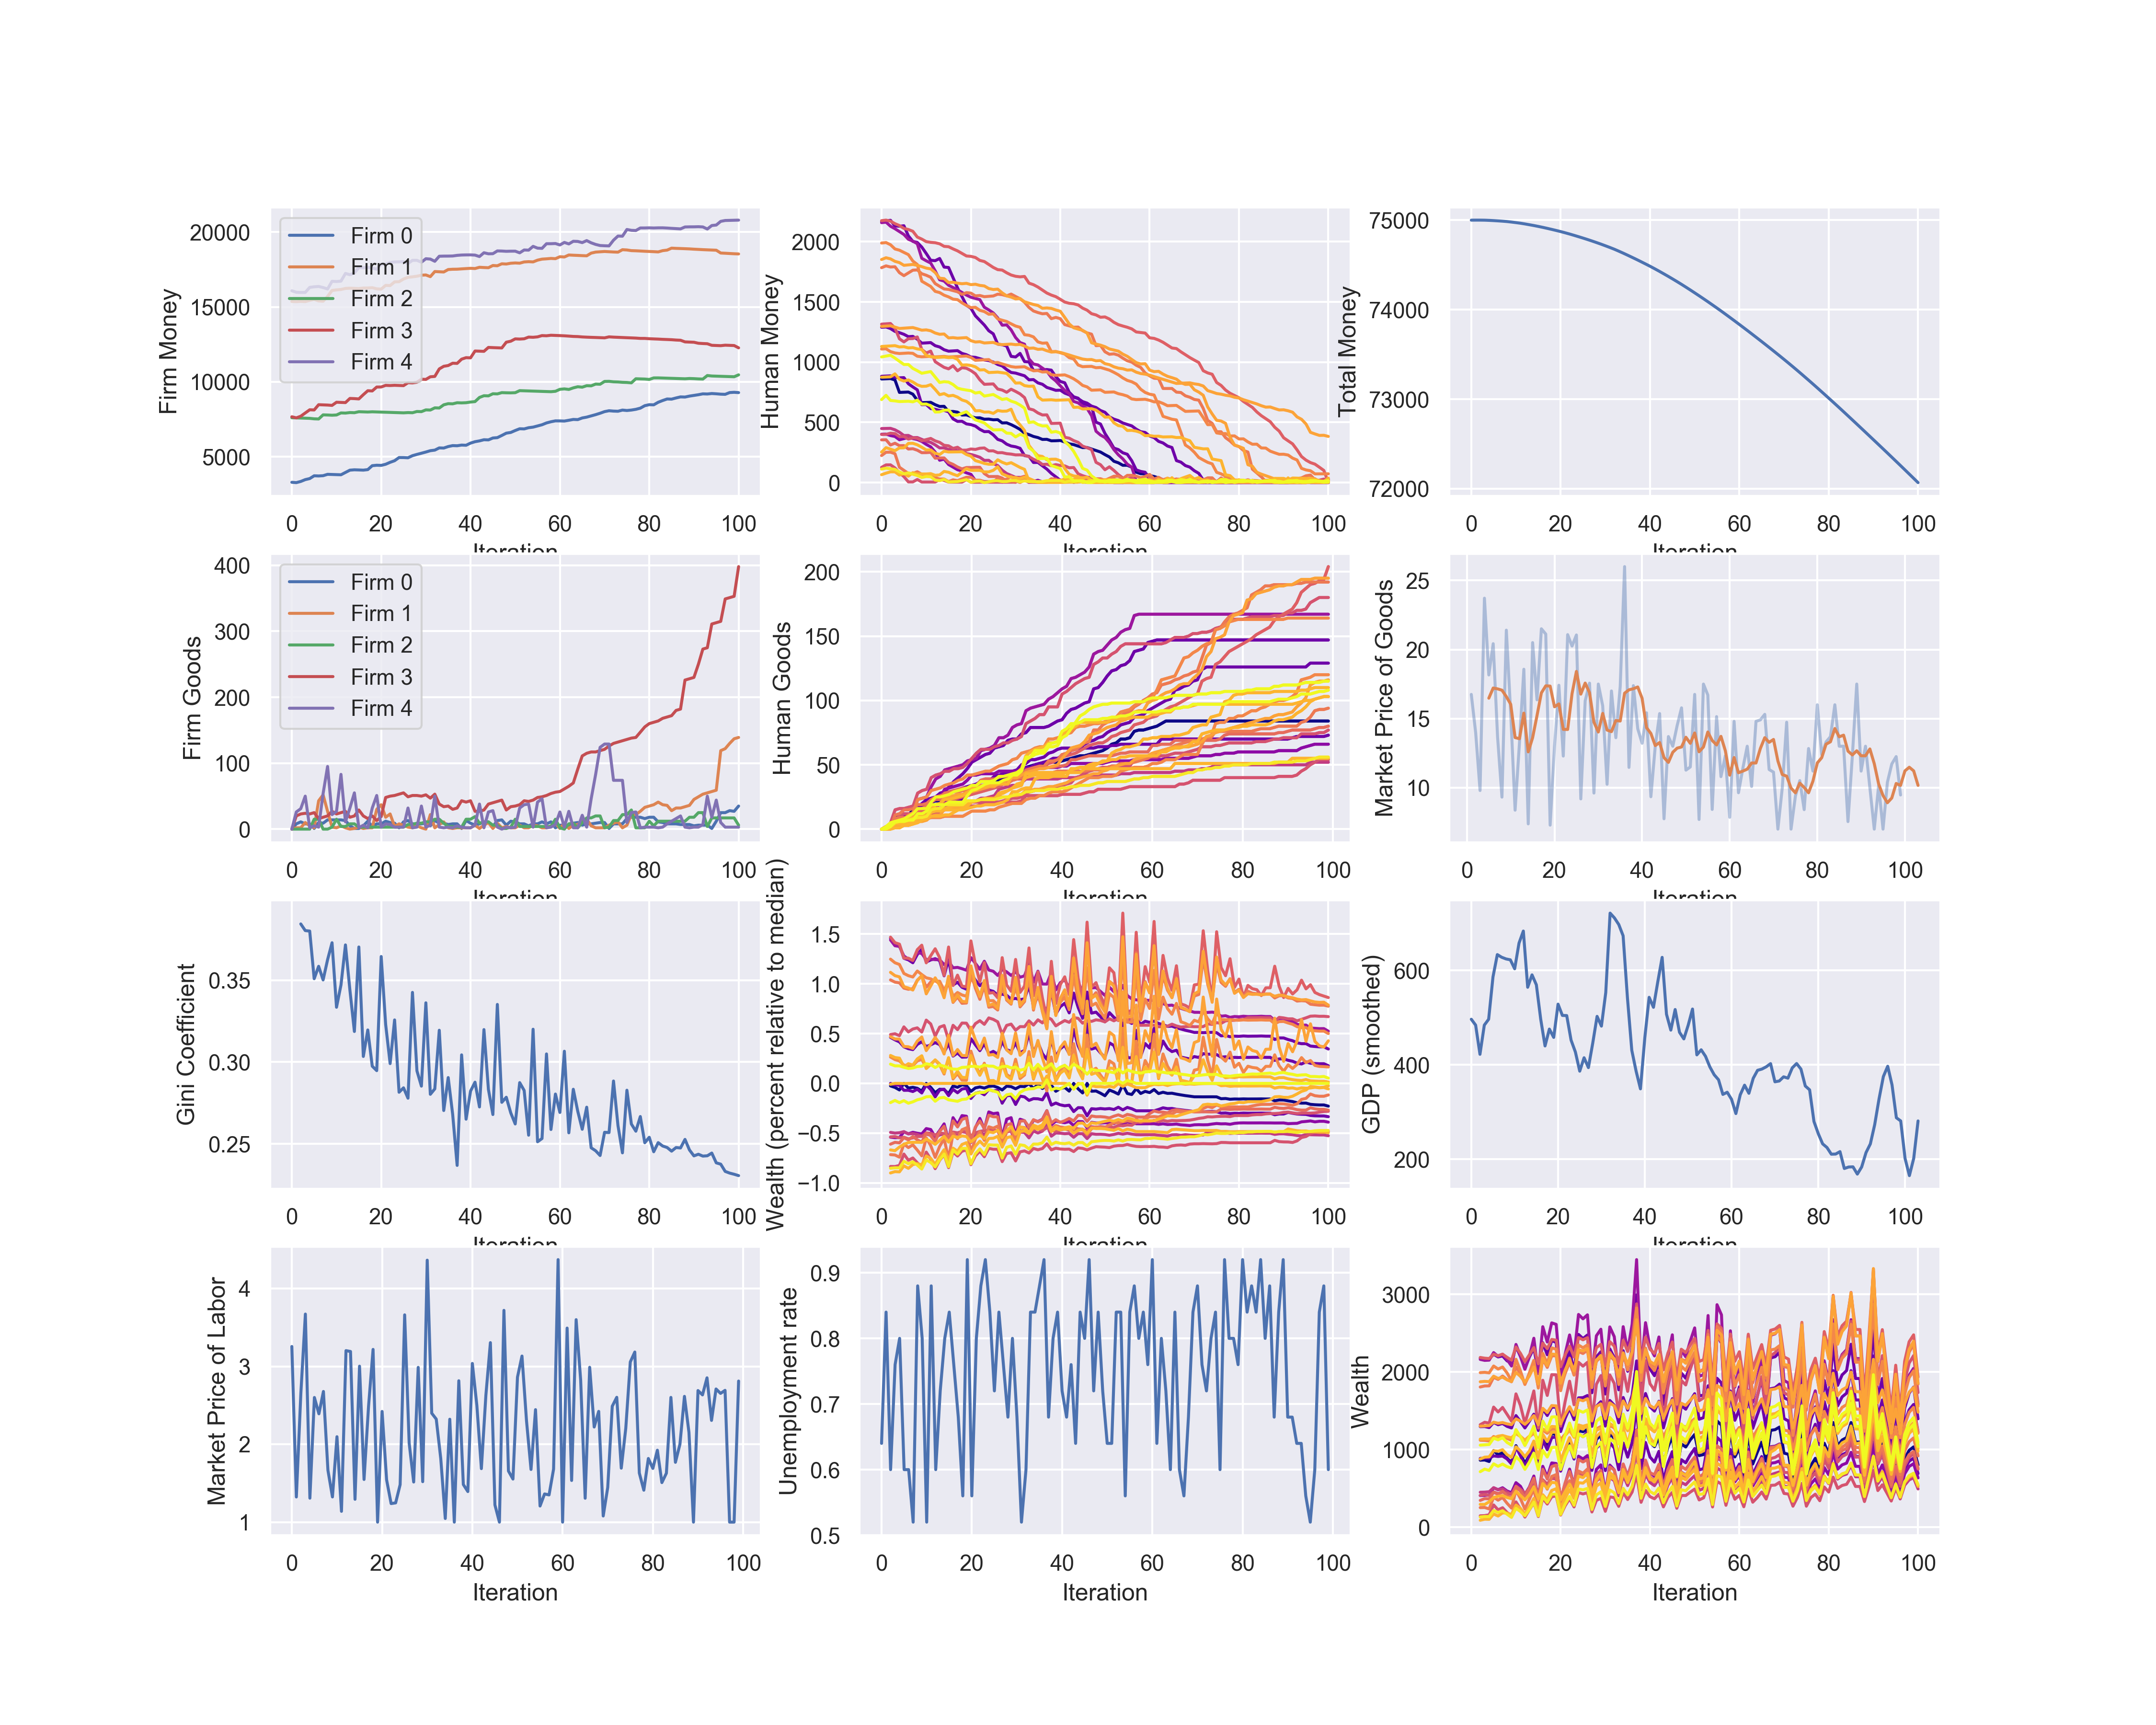 Firm Money
20000
15000
10000
5000
Firm 0
Firm 1
Firm 2
Firm 3
Firm 4
0 20 40 60 80 100
Iteration
Human Money
2000
1500
1000
500
0
0 20 40 60 80 100
Iteration
Total Money
75000
74000
73000
72000
0 20 40 60 80 100
Iteration
Firm Goods
400
300
200
100
0
Firm 0
Firm 1
Firm 2
Firm 3
Firm 4
0 20 40 60 80 100
Iteration
Human Goods
200
150
100
50
0
0 20 40 60 80 100
Iteration
Market Price of Goods
25
20
15
10
0 20 40 60 80 100
Iteration
Gini Coefficient
0.35
0.30
0.25
0 20 40 60 80 100
Iteration
Wealth (percent relative to median)
1.5
1.0
0.5
0.0
−0.5
−1.0
0 20 40 60 80 100
Iteration
GDP (smoothed)
600
400
200
0 20 40 60 80 100
Iteration
Market Price of Labor
4
3
2
1
0 20 40 60 80 100
Iteration
Unemployment rate
0.9
0.8
0.7
0.6
0.5
0 20 40 60 80 100
Iteration
Wealth
3000
2000
1000
0
0 20 40 60 80 100
Iteration